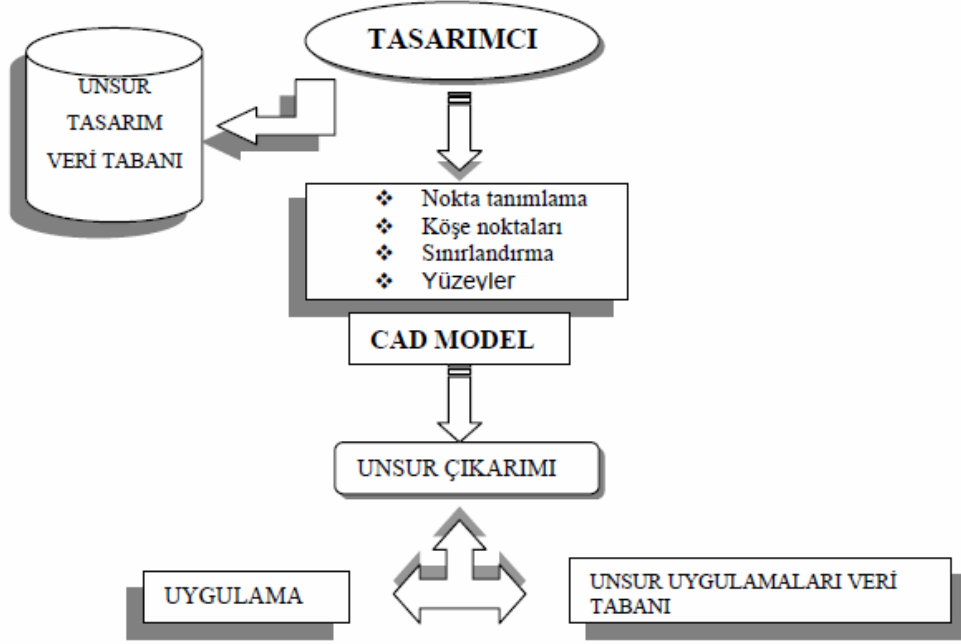 TASARIMCI
UNSUR
TASARIM
VERİ TABANI
Nokta tanımlama
Köşe noktaları
Sınırlandırma
Yüzeyler
CAD MODEL
UNSUR ÇIKARIMI
UYGULAMA
UNSUR UYGULAMALARI VERİ
TABANI